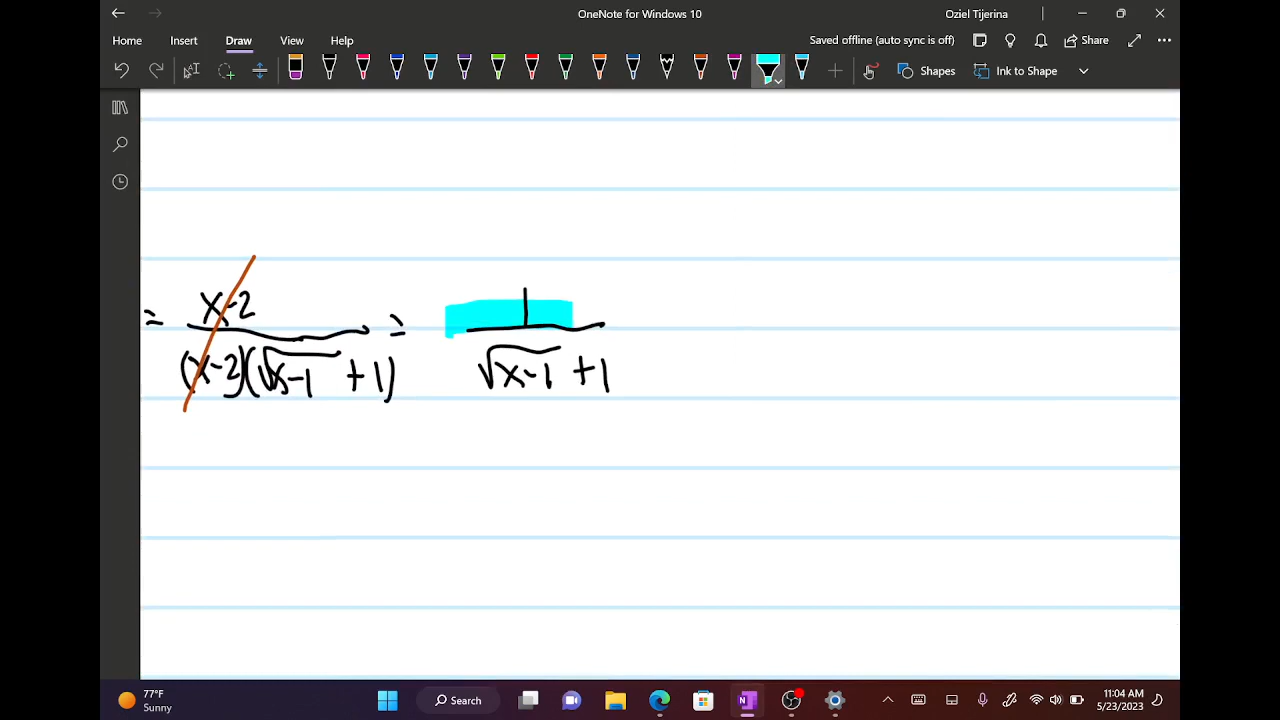 OneNote for Windows 10
Oziel Tijerina
Home Insert Draw View Help
Saved offline (auto sync is off)
Share
Shapes
Ink to Shape
= x-2 / (x-2)(√x-1 + 1) = 1 / √x-1 + 1
77°F
Sunny
Search
11:04 AM
5/23/2023